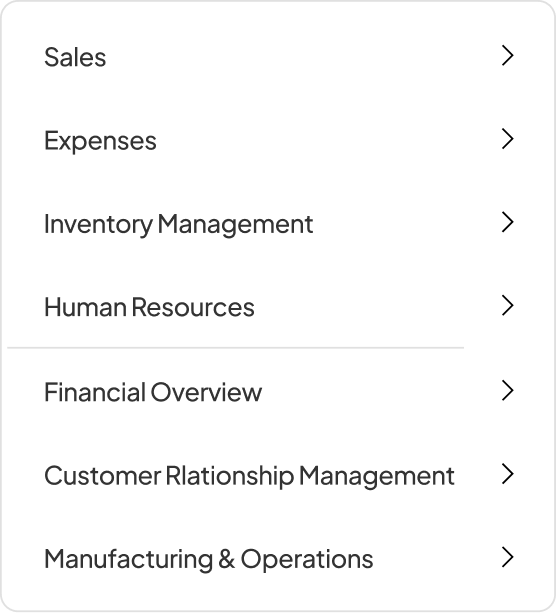 Sales
Expenses
Inventory Management
Human Resources
Financial Overview
Customer Rlationship Management
Manufacturing & Operations